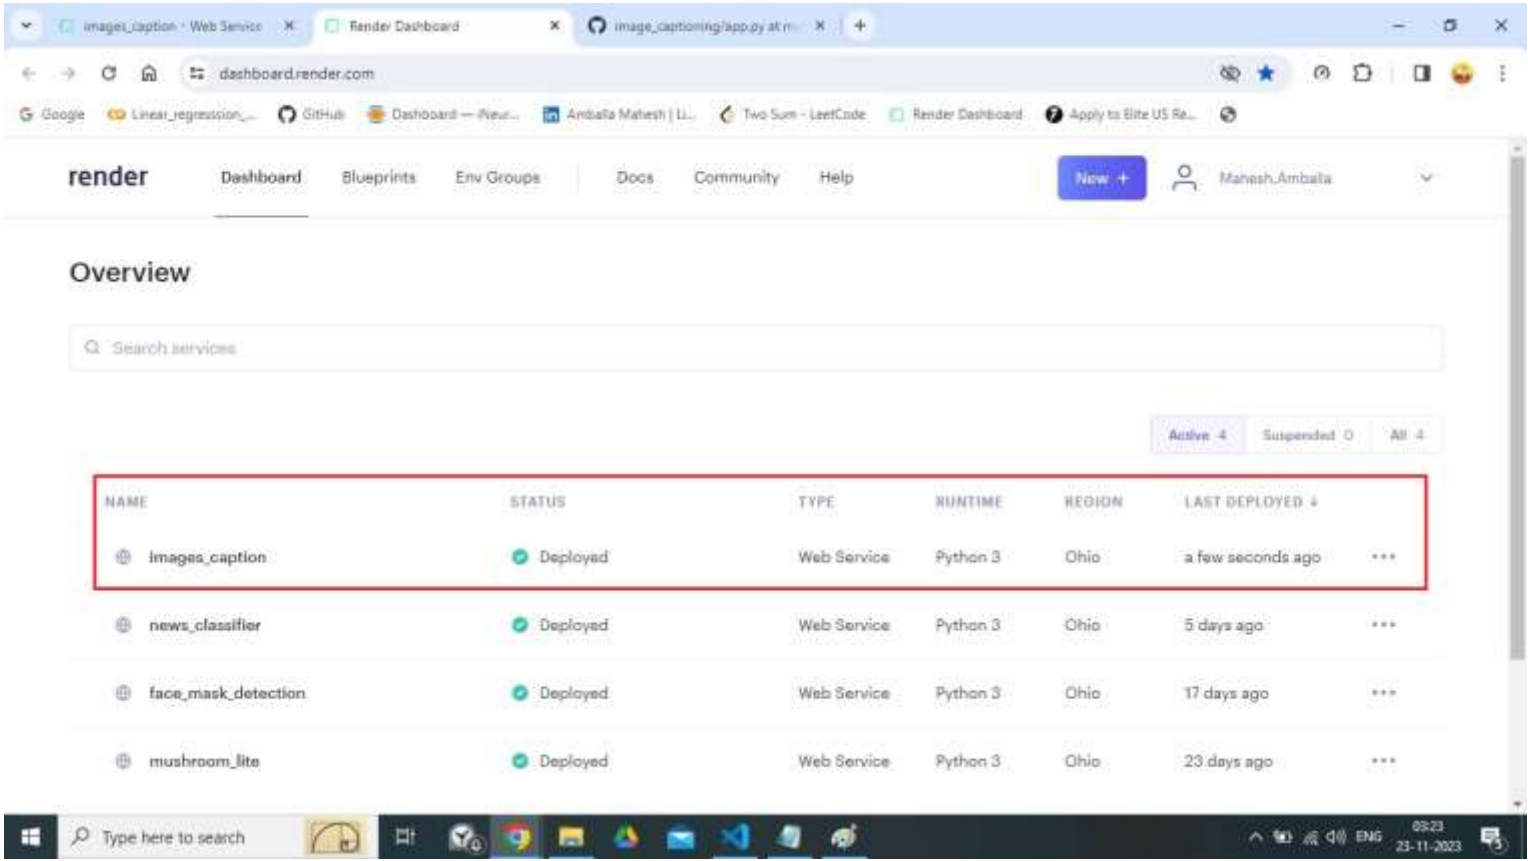 images_caption · Web Service
Render Dashboard
image_captioning/app.py at m
dashboard.render.com
Google
Linear_regression_...
GitHub
Dashboard — iNeur...
Amballa Mahesh | Li...
Two Sum - LeetCode
Render Dashboard
Apply to Elite US Re...
render
Dashboard
Blueprints
Env Groups
Docs
Community
Help
New +
Mahesh.Amballa
Overview
Search services
Active 4
Suspended 0
All 4
NAME STATUS TYPE RUNTIME REGION LAST DEPLOYED ↓
images_caption Deployed Web Service Python 3 Ohio a few seconds ago •••
news_classifier Deployed Web Service Python 3 Ohio 5 days ago •••
face_mask_detection Deployed Web Service Python 3 Ohio 17 days ago •••
mushroom_lite Deployed Web Service Python 3 Ohio 23 days ago •••
Type here to search
ENG
03:23
23-11-2023